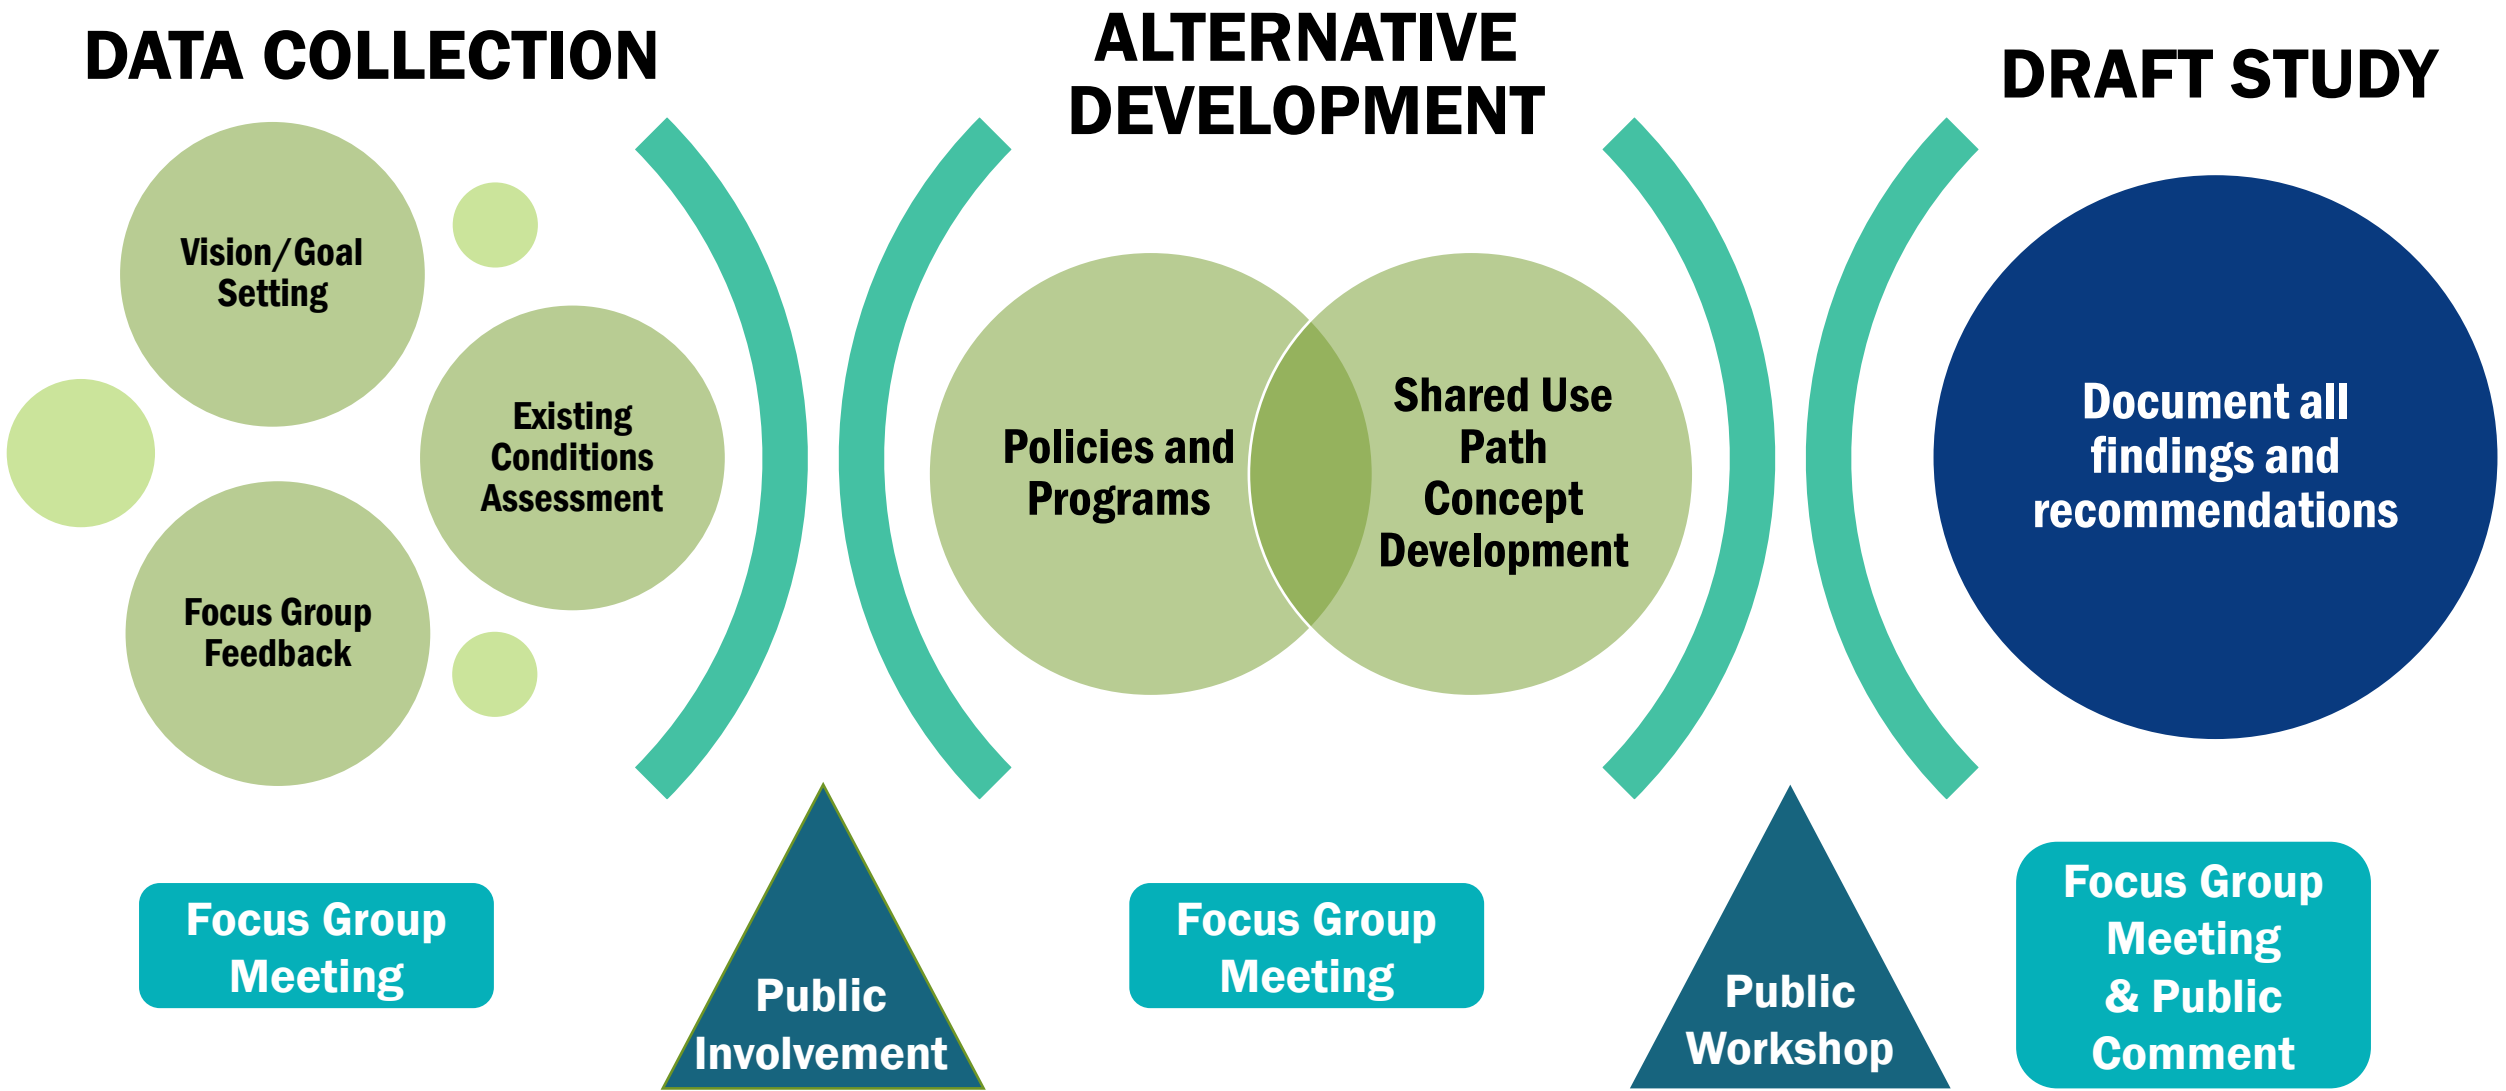 DATA COLLECTION
Vision/Goal
Setting
Existing
Conditions
Assessment
Focus Group
Feedback
Focus Group
Meeting
Public
Involvement
ALTERNATIVE
DEVELOPMENT
Policies and
Programs
Shared Use
Path
Concept
Development
Focus Group
Meeting
Public
Workshop
DRAFT STUDY
Document all
findings and
recommendations
Focus Group
Meeting
& Public
Comment